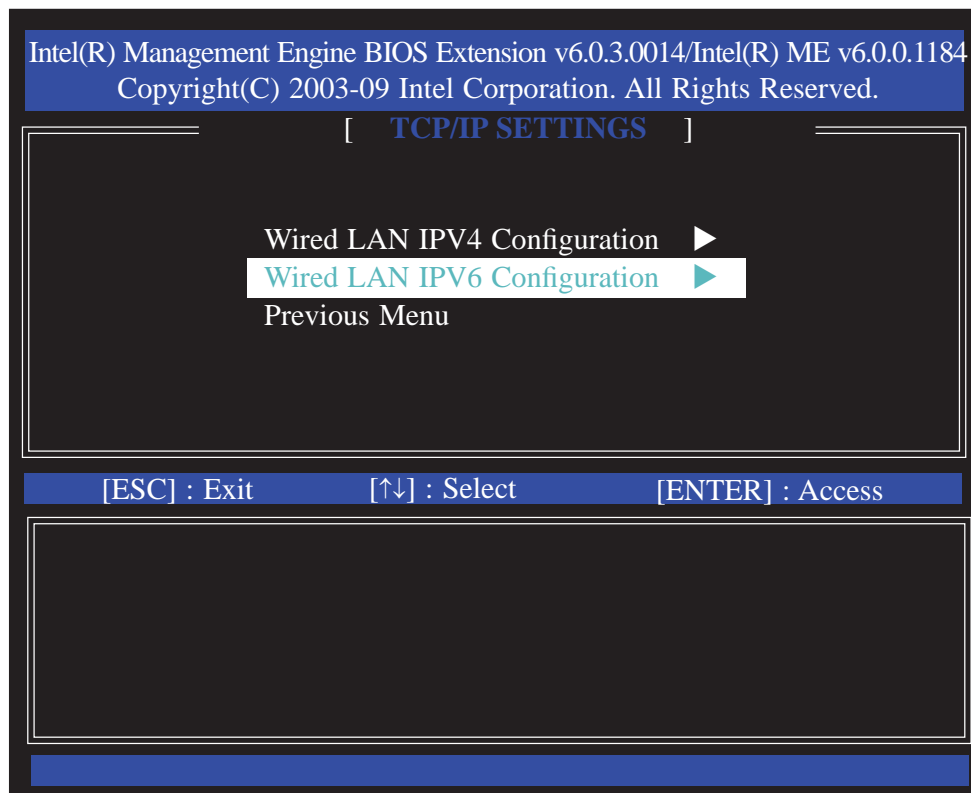 Intel(R) Management Engine BIOS Extension v6.0.3.0014/Intel(R) ME v6.0.0.1184
Copyright(C) 2003-09 Intel Corporation. All Rights Reserved.
[ TCP/IP SETTINGS ]
Wired LAN IPV4 Configuration ▶
Wired LAN IPV6 Configuration ▶
Previous Menu
[ESC] : Exit [↑↓] : Select [ENTER] : Access